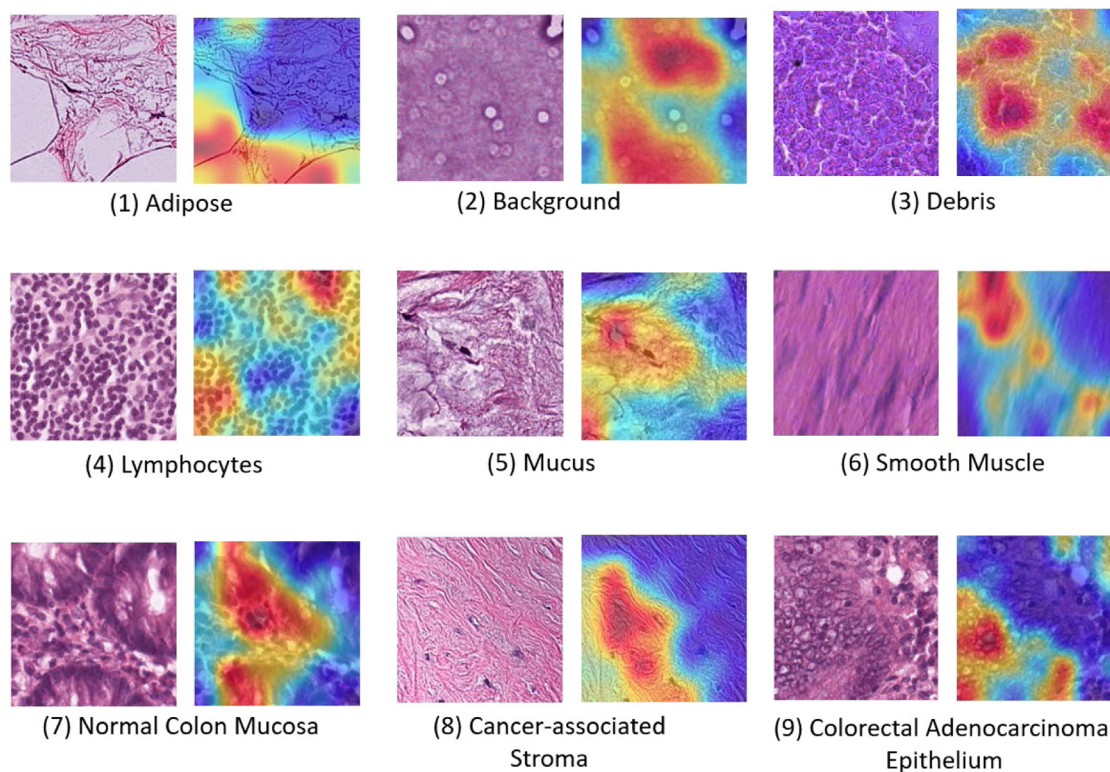 (1) Adipose
(2) Background
(3) Debris
(4) Lymphocytes
(5) Mucus
(6) Smooth Muscle
(7) Normal Colon Mucosa
(8) Cancer-associated
Stroma
(9) Colorectal Adenocarcinoma
Epithelium